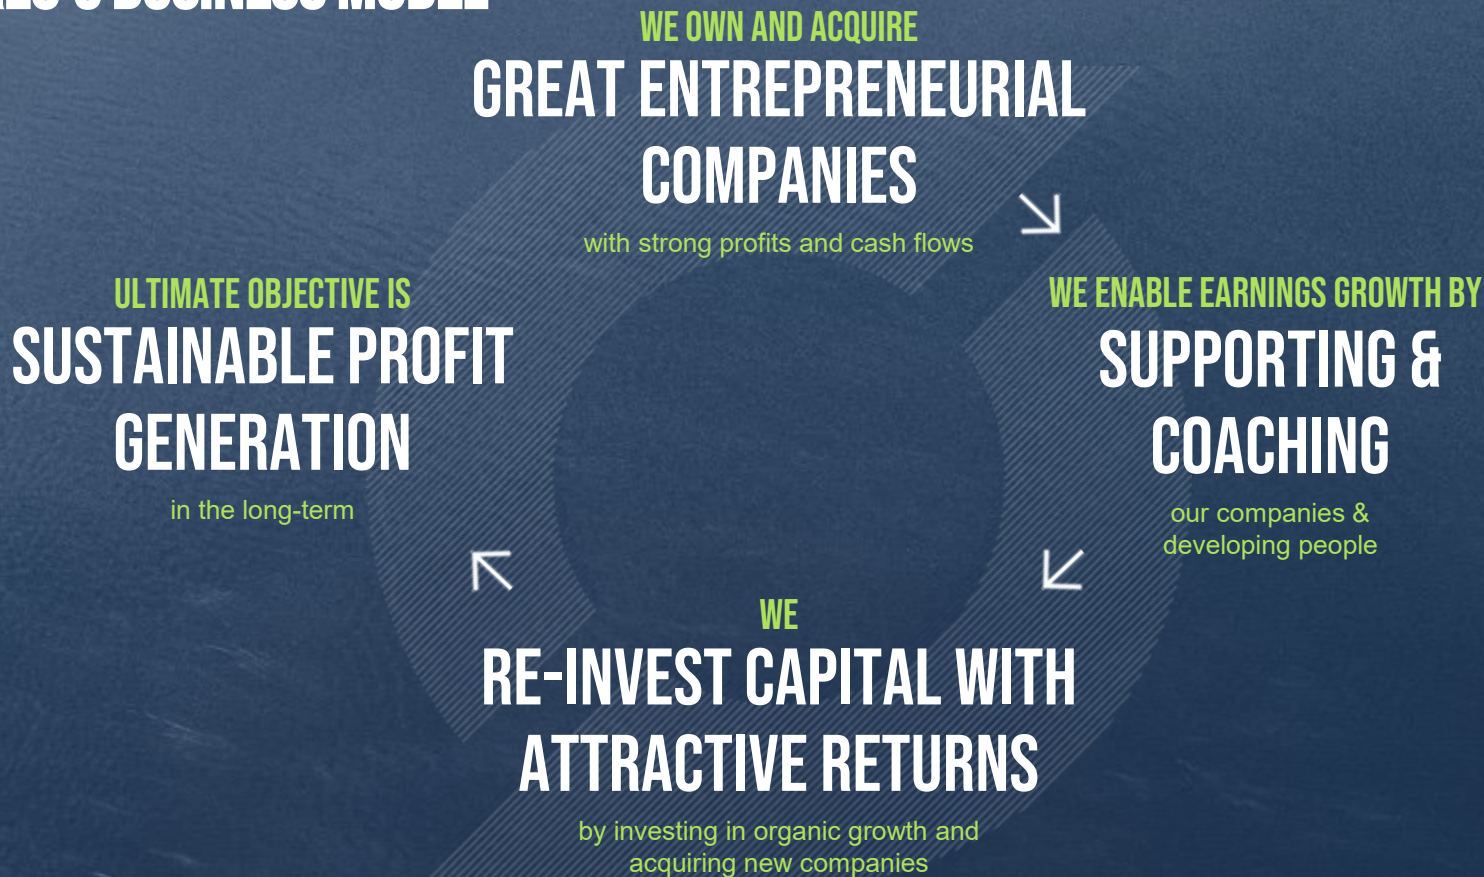 BUSINESS MODEL
WE OWN AND ACQUIRE
GREAT ENTREPRENEURIAL
COMPANIES
with strong profits and cash flows
WE ENABLE EARNINGS GROWTH BY
SUPPORTING &
COACHING
our companies &
developing people
WE
RE-INVEST CAPITAL WITH
ATTRACTIVE RETURNS
by investing in organic growth and
acquiring new companies
ULTIMATE OBJECTIVE IS
SUSTAINABLE PROFIT
GENERATION
in the long-term